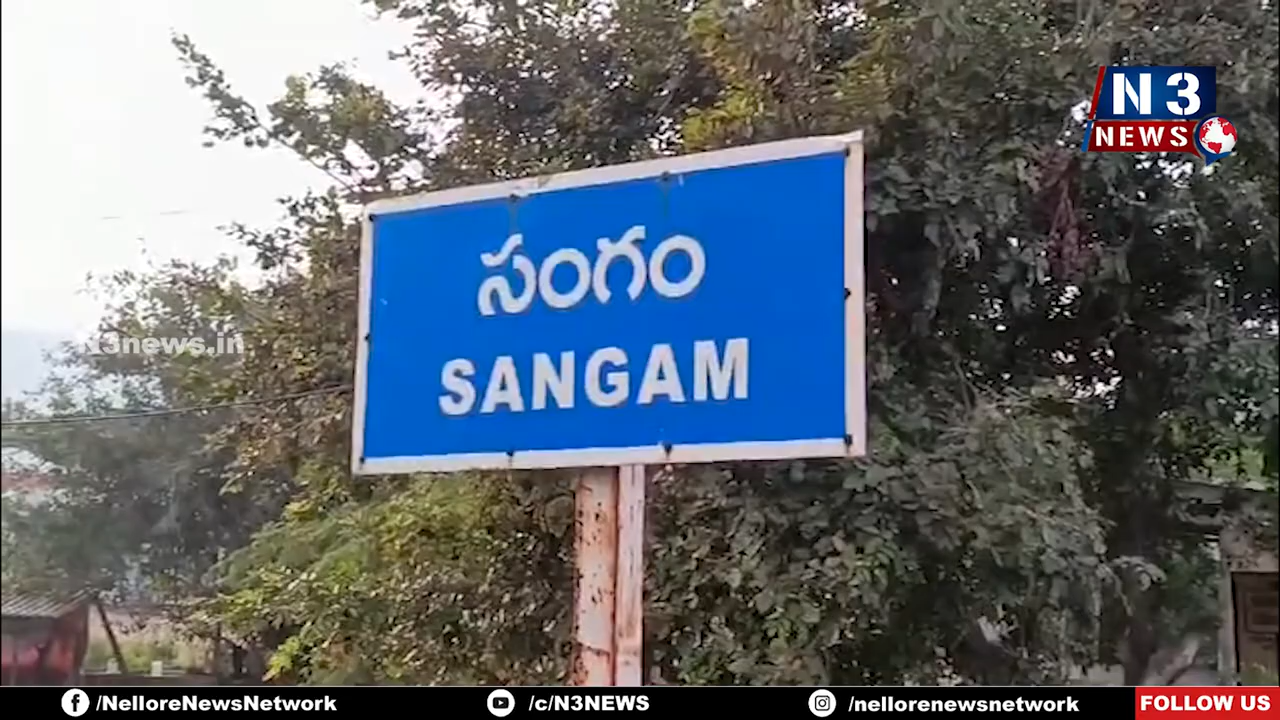 N3
NEWS
సంగం
SANGAM
N3news.in
/NelloreNewsNetwork
/c/N3NEWS
/nellorenewsnetwork
FOLLOW US